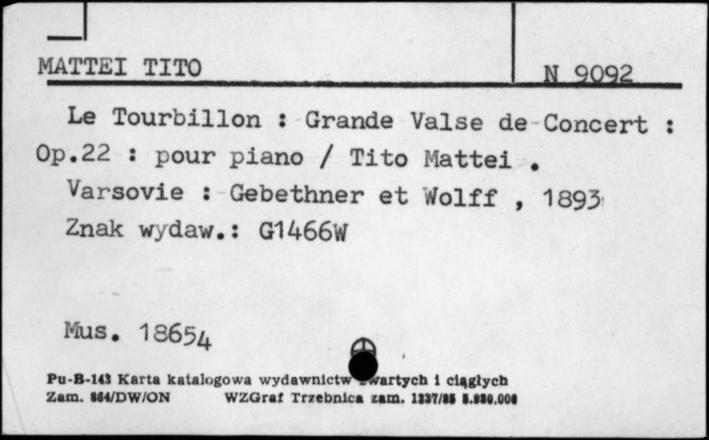 MATTEI TITO
N 9092
Le Tourbillon : Grande Valse de Concert :
Op.22 : pour piano / Tito Mattei .
Varsovie : Gebethner et Wolff , 1893
Znak wydaw.: G1466W
Mus. 18654
Pu-B-143 Karta katalogowa wydawnictw zwartych i ciągłych
Zam. 864/DW/ON WZGraf Trzebnica zam.